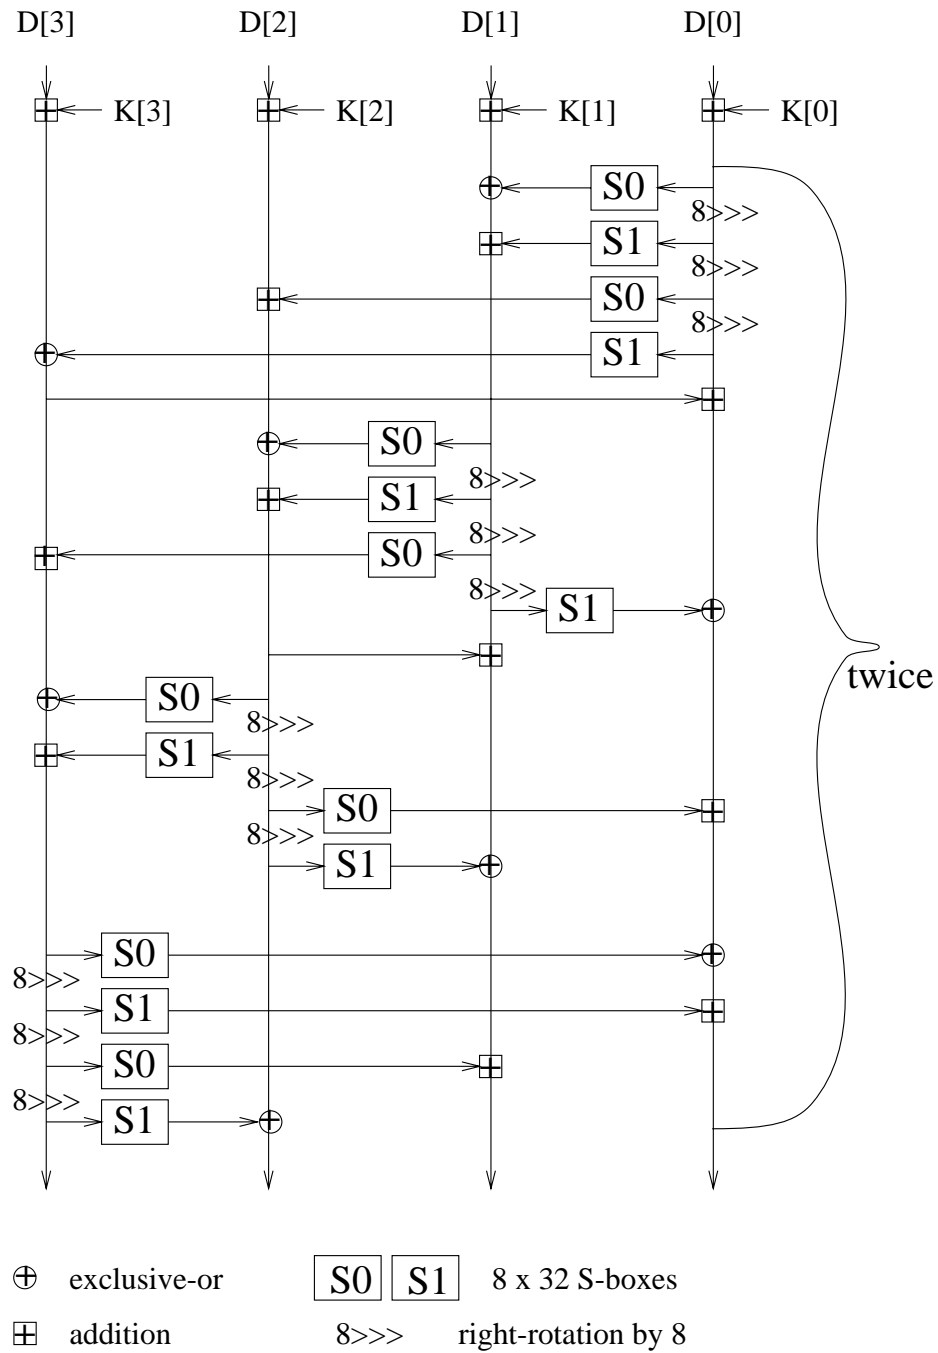 D[3] D[2] D[1] D[0]
K[3] K[2] K[1] K[0]
S0
8>>>
S1
8>>>
S0
8>>>
S1
S0
8>>>
S1
8>>>
S0
8>>>
S1
twice
S0
8>>>
S1
8>>>
S0
8>>>
S1
S0
8>>>
S1
8>>>
S0
8>>>
S1
exclusive-or S0 S1 8 x 32 S-boxes
addition 8>>> right-rotation by 8